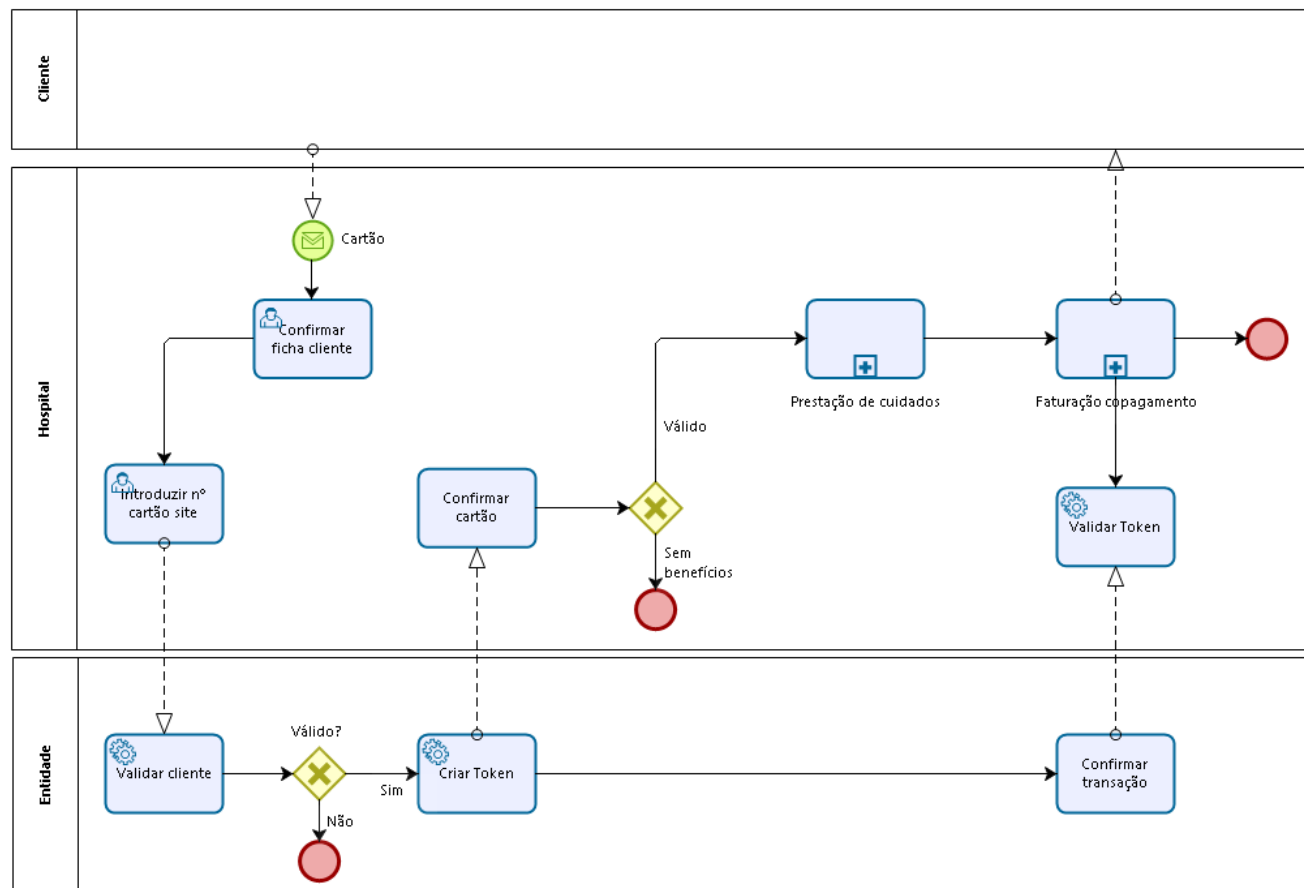 Cliente
Hospital
Cartão
Confirmar
ficha cliente
Introduzir nº
cartão site
Confirmar
cartão
Válido
Sem
benefícios
Prestação de cuidados
Faturação copagamento
Validar Token
Entidade
Validar cliente
Válido?
Sim
Não
Criar Token
Confirmar
transação